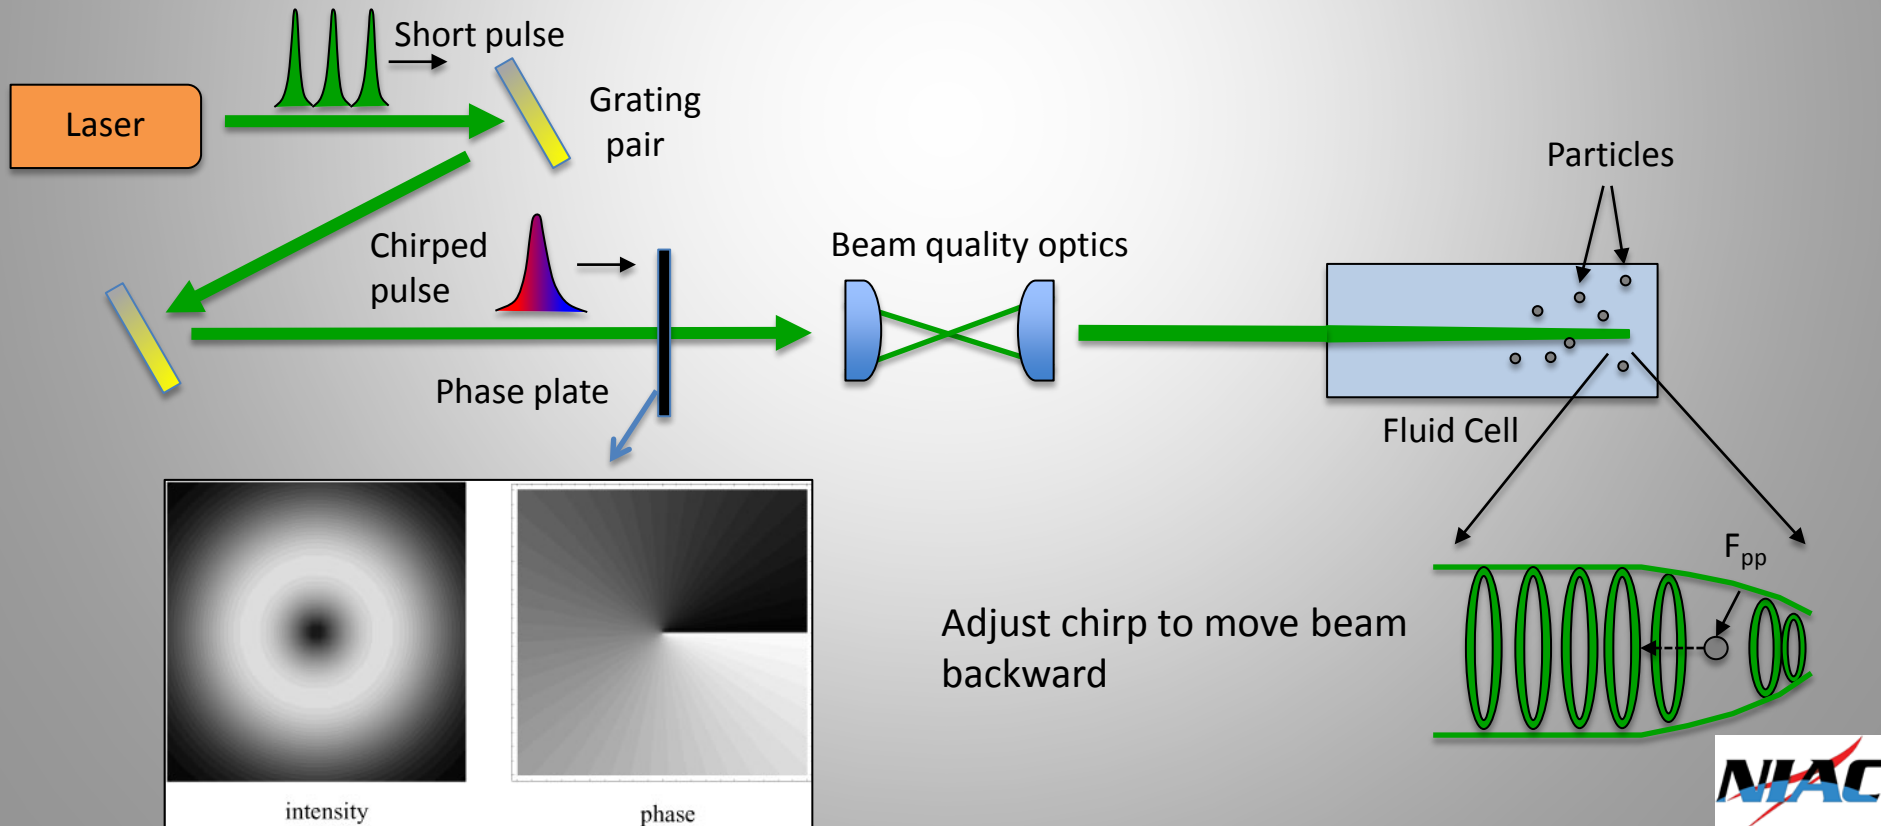 Short pulse
Laser
Grating
pair
Particles
Chirped
pulse
Beam quality optics
Phase plate
Fluid Cell
Fpp
Adjust chirp to move beam
backward
intensity
phase
NIAC